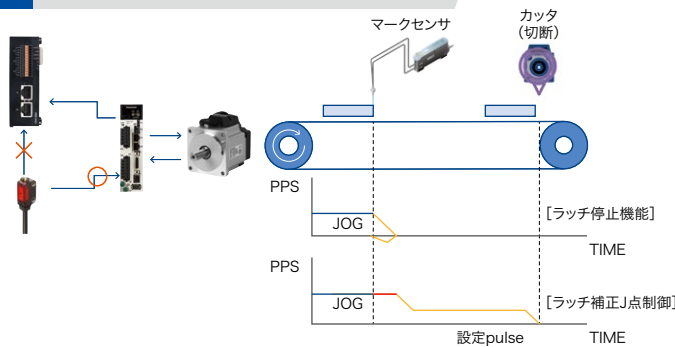 マークセンサ
カッタ
（切断）
PPS
JOG
［ラッチ停止機能］
TIME
PPS
JOG
［ラッチ補正J点制御］
設定pulse
TIME